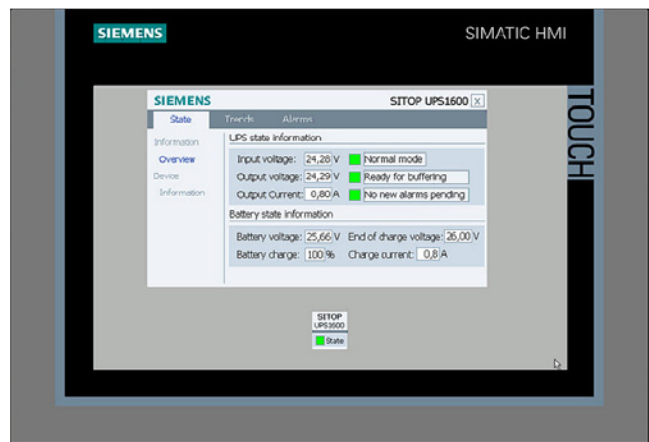 SIEMENS
SIMATIC HMI
TOUCH
SIEMENS
SITOP UPS1600 X
State Trends Alarms
Information
Overview
Device
Information
UPS state information
Input voltage: 24,28 V Normal mode
Output voltage: 24,29 V Ready for buffering
Output Current: 0,80 A No new alarms pending
Battery state information
Battery voltage: 25,66 V End of charge voltage: 26,00 V
Battery charge: 100 % Charge current: 0,8 A
SITOP
UPS1600
State